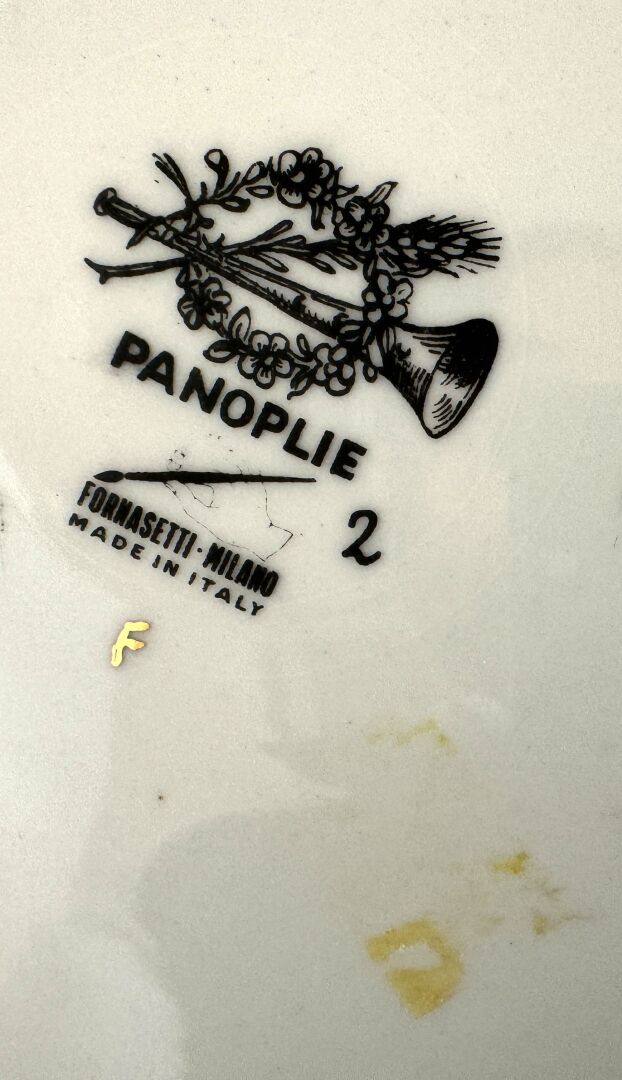 PANOPLIE
FORNASETTI · MILANO
MADE IN ITALY
2
F